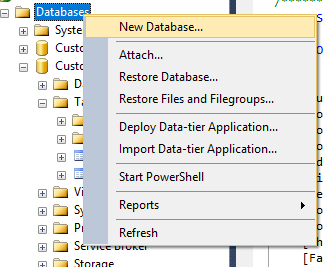 Databases
New Database...
Attach...
Restore Database...
Restore Files and Filegroups...
Deploy Data-tier Application...
Import Data-tier Application...
Start PowerShell
Reports
Refresh
Syste
Custo
Custo
D
Ta
Vi
Sy
P
Service Broker
Storage
[Fa